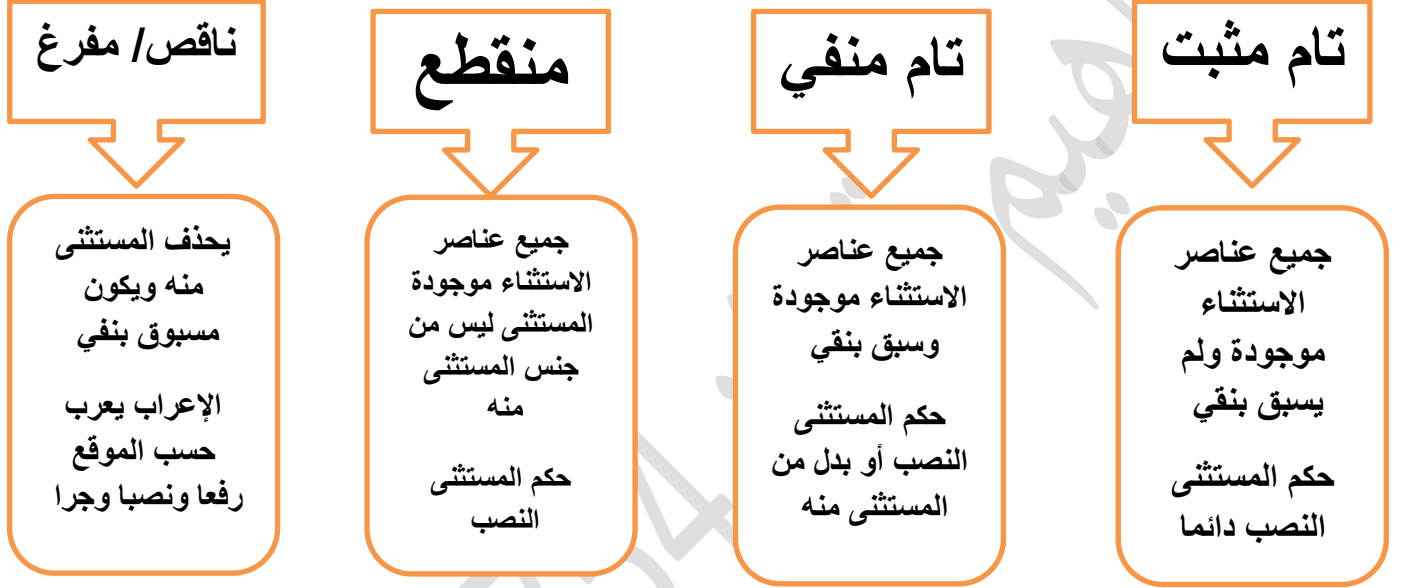 تام مثبت
جميع عناصر
الاستثناء
موجودة ولم
يسبق بنقي
حكم المستثنى
النصب دائما
تام منفي
جميع عناصر
الاستثناء موجودة
وسبق بنقي
حكم المستثنى
النصب أو بدل من
المستثنى منه
منقطع
جميع عناصر
الاستثناء موجودة
المستثنى ليس من
جنس المستثنى
منه
حكم المستثنى
النصب
ناقص/ مفرغ
يحذف المستثنى
منه ويكون
مسبوق بنفي
الإعراب يعرب
حسب الموقع
رفعا ونصبا وجرا